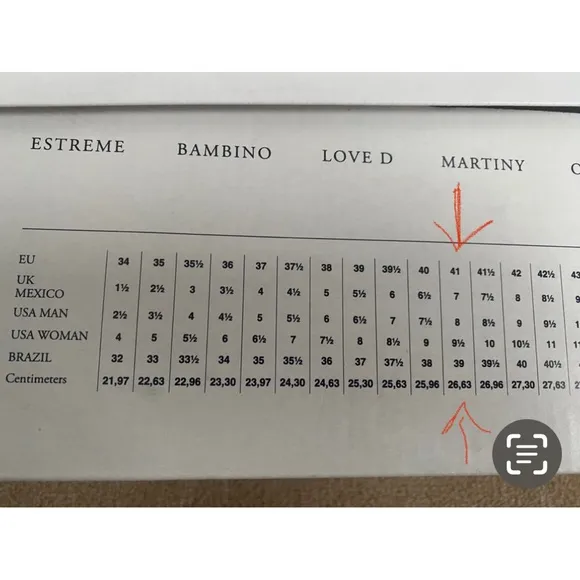 ESTREME BAMBINO LOVE D MARTINY
EU 34 35 35½ 36 37 37½ 38 39 39½ 40 41 41½ 42 42½ 43
UK
MEXICO 1½ 2½ 3 3½ 4 4½ 5 5½ 6 6½ 7 7½ 8 8½
USA MAN 2½ 3½ 4 4½ 5 5½ 6 6½ 7 7½ 8 8½ 9 9½
USA WOMAN 4 5 5½ 6 6½ 7 7½ 8 8½ 9 9½ 10 10½ 11
BRAZIL 32 33 33½ 34 35 35½ 36 37 37½ 38 39 39½ 40 40½
Centimeters 21,97 22,63 22,96 23,30 23,97 24,30 24,63 25,30 25,63 25,96 26,63 26,96 27,30 27,63